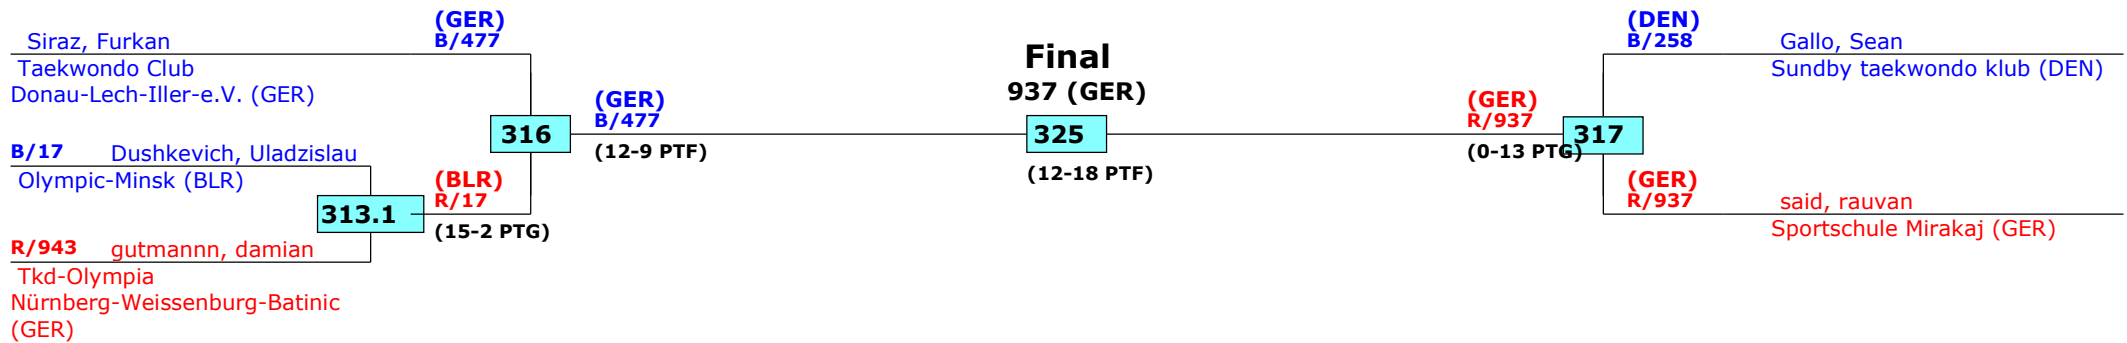 (GER)
B/477
Siraz, Furkan
Taekwondo Club
Donau-Lech-Iller-e.V. (GER)
B/17 Dushkevich, Uladzislau
Olympic-Minsk (BLR)
313.1
R/943 gutmannn, damian
Tkd-Olympia
Nürnberg-Weissenburg-Batinic
(GER)
(BLR)
R/17
(15-2 PTG)
316
(GER)
B/477
(12-9 PTF)
Final
937 (GER)
325
(12-18 PTF)
(GER)
R/937
(0-13 PTG)
317
(DEN)
B/258
Gallo, Sean
Sundby taekwondo klub (DEN)
(GER)
R/937
said, rauvan
Sportschule Mirakaj (GER)